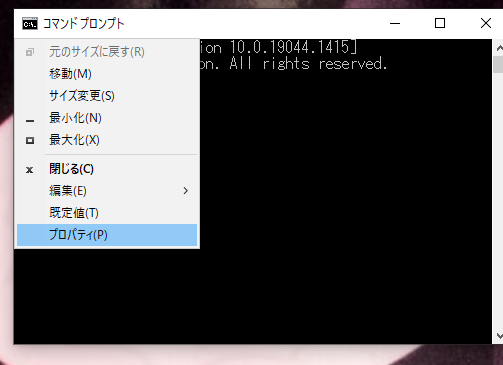 コマンド プロンプト
ion 10.0.19044.1415]
on. All rights reserved.
元のサイズに戻す(R)
移動(M)
サイズ変更(S)
最小化(N)
最大化(X)
閉じる(C)
編集(E)
既定値(T)
プロパティ(P)